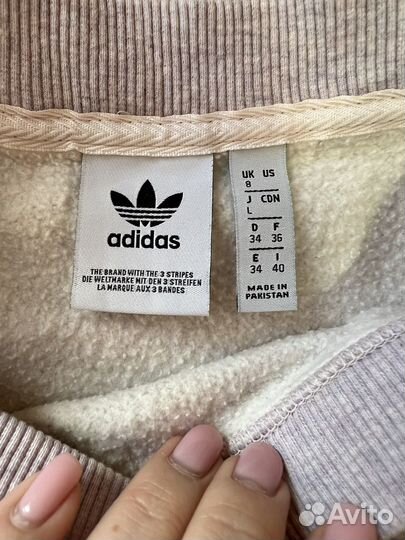 adidas
THE BRAND WITH THE 3 STRIPES
DIE WELTMARKE MIT DEN 3 STREIFEN
LA MARQUE AUX 3 BANDES
UK US
8
J CDN
L
D F
34 36
E I
34 40
MADE IN
PAKISTAN
Avito